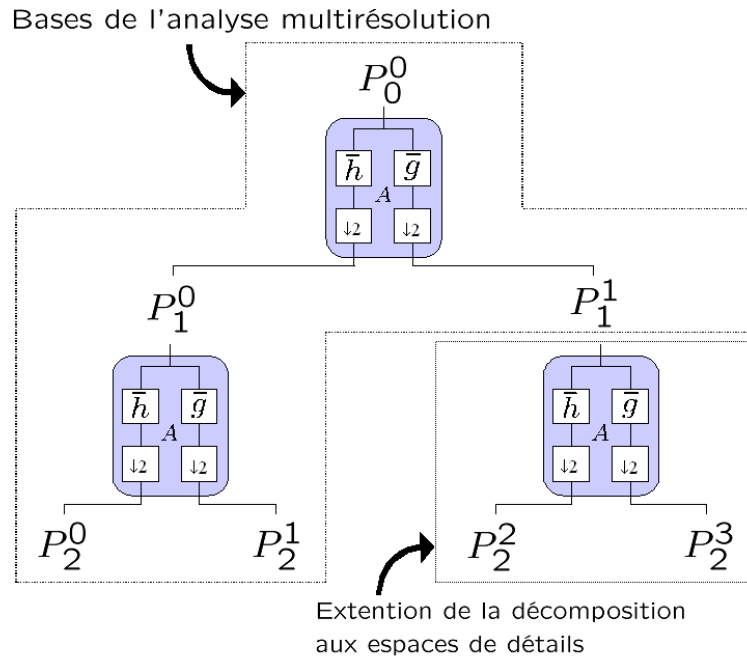 Bases de l'analyse multirésolution
P_0^0
h̄ ḡ
A
↓2 ↓2
P_1^0 P_1^1
h̄ ḡ h̄ ḡ
A A
↓2 ↓2 ↓2 ↓2
P_2^0 P_2^1 P_2^2 P_2^3
Extention de la décomposition
aux espaces de détails